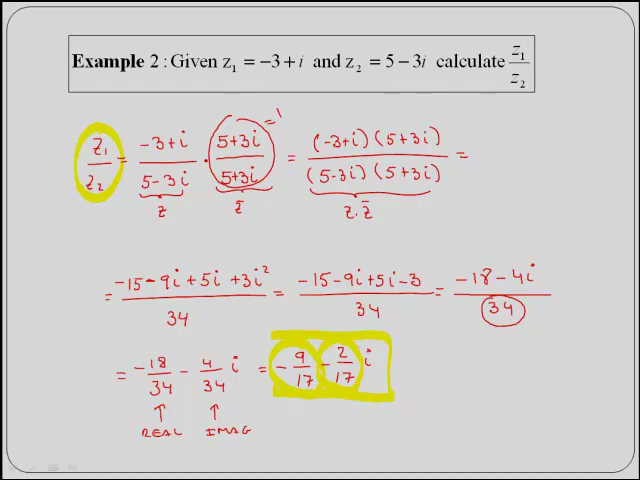 Example 2 : Given z₁ = −3 + i and z₂ = 5 − 3i calculate z₁/z₂
z₁/z₂ = (-3+i)/(5-3i) · (5+3i)/(5+3i) = ((-3+i)(5+3i))/((5-3i)(5+3i)) =
=1
z z̄ z·z̄
= (-15-9i+5i+3i²)/34 = (-15-9i+5i-3)/34 = (-18-4i)/34
= -18/34 - 4/34 i = -9/17 - 2/17 i
↑ ↑
REAL IMAG